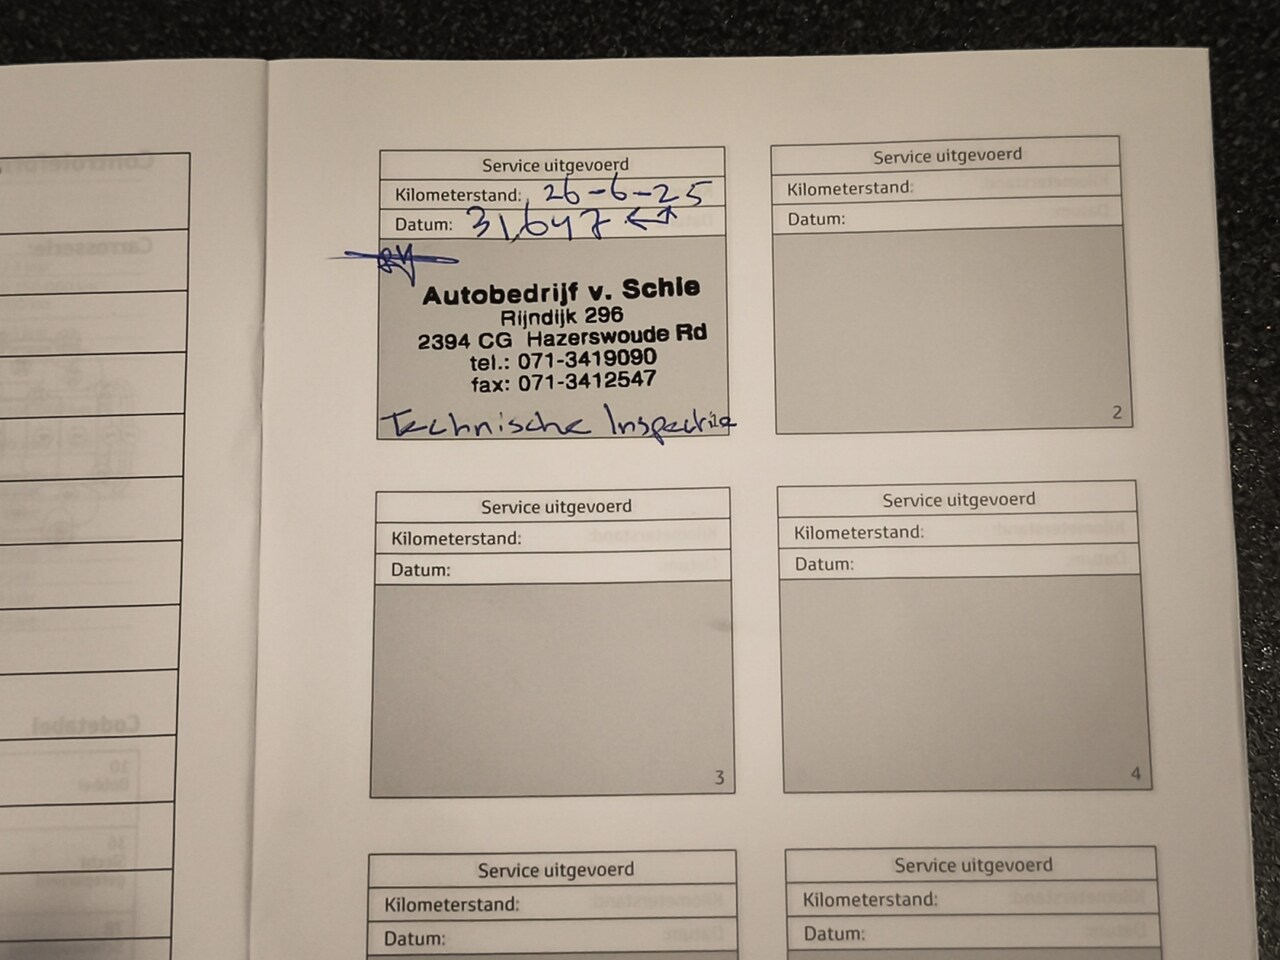 Service uitgevoerd
Kilometerstand: 26-6-25
Datum: 31,647
Autobedrijf v. Schie
Rijndijk 296
2394 CG Hazerswoude Rd
tel.: 071-3419090
fax: 071-3412547
Technische Inspectie
Service uitgevoerd
Kilometerstand:
Datum:
2
Service uitgevoerd
Kilometerstand:
Datum:
3
Service uitgevoerd
Kilometerstand:
Datum:
4
Service uitgevoerd
Kilometerstand:
Datum:
Service uitgevoerd
Kilometerstand:
Datum: